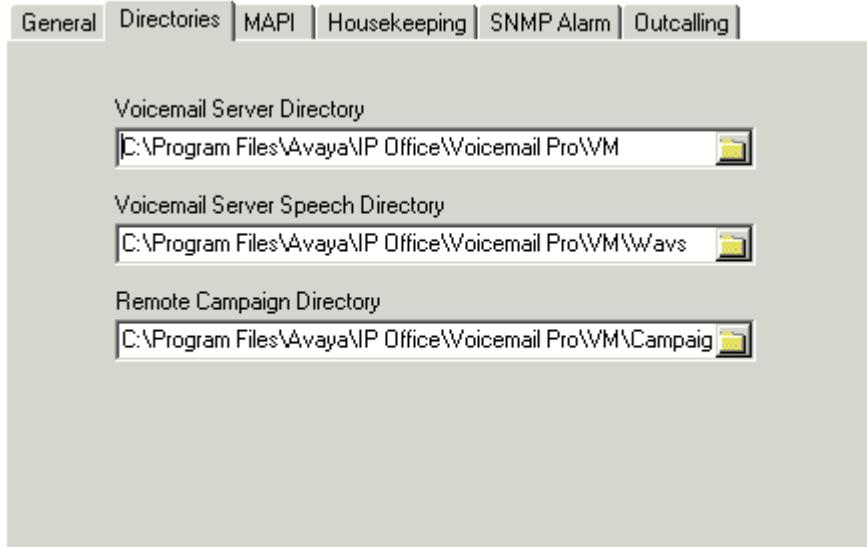 General Directories MAPI Housekeeping SNMP Alarm Outcalling
Voicemail Server Directory
C:\Program Files\Avaya\IP Office\Voicemail Pro\VM
Voicemail Server Speech Directory
C:\Program Files\Avaya\IP Office\Voicemail Pro\VM\Wavs
Remote Campaign Directory
C:\Program Files\Avaya\IP Office\Voicemail Pro\VM\Campaig